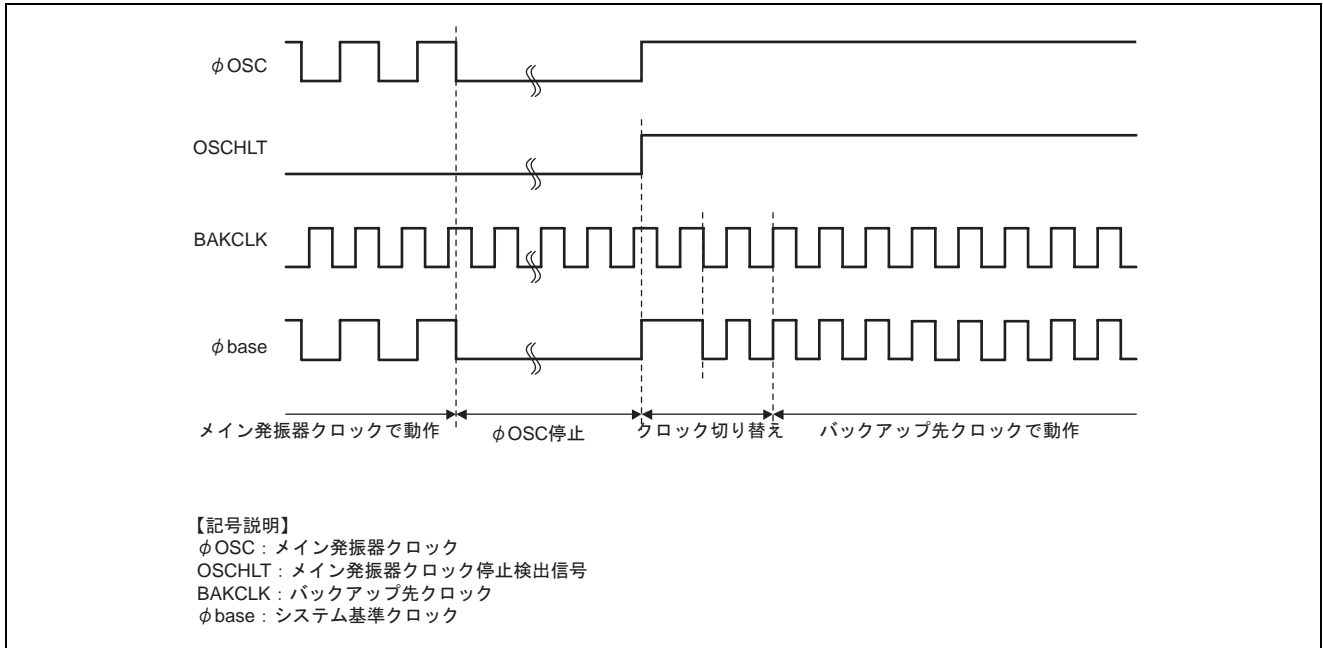 φOSC
OSCHLT
BAKCLK
φbase
メイン発振器クロックで動作 φOSC停止 クロック切り替え バックアップ先クロックで動作
【記号説明】
φOSC：メイン発振器クロック
OSCHLT：メイン発振器クロック停止検出信号
BAKCLK：バックアップ先クロック
φbase：システム基準クロック